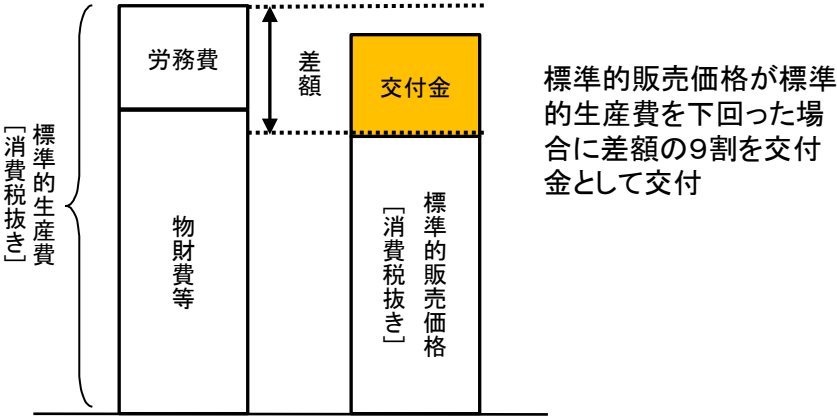 標準的生産費
［消費税抜き］
労務費
物財費等
差額
交付金
標準的販売価格
［消費税抜き］
標準的販売価格が標準
的生産費を下回った場
合に差額の９割を交付
金として交付